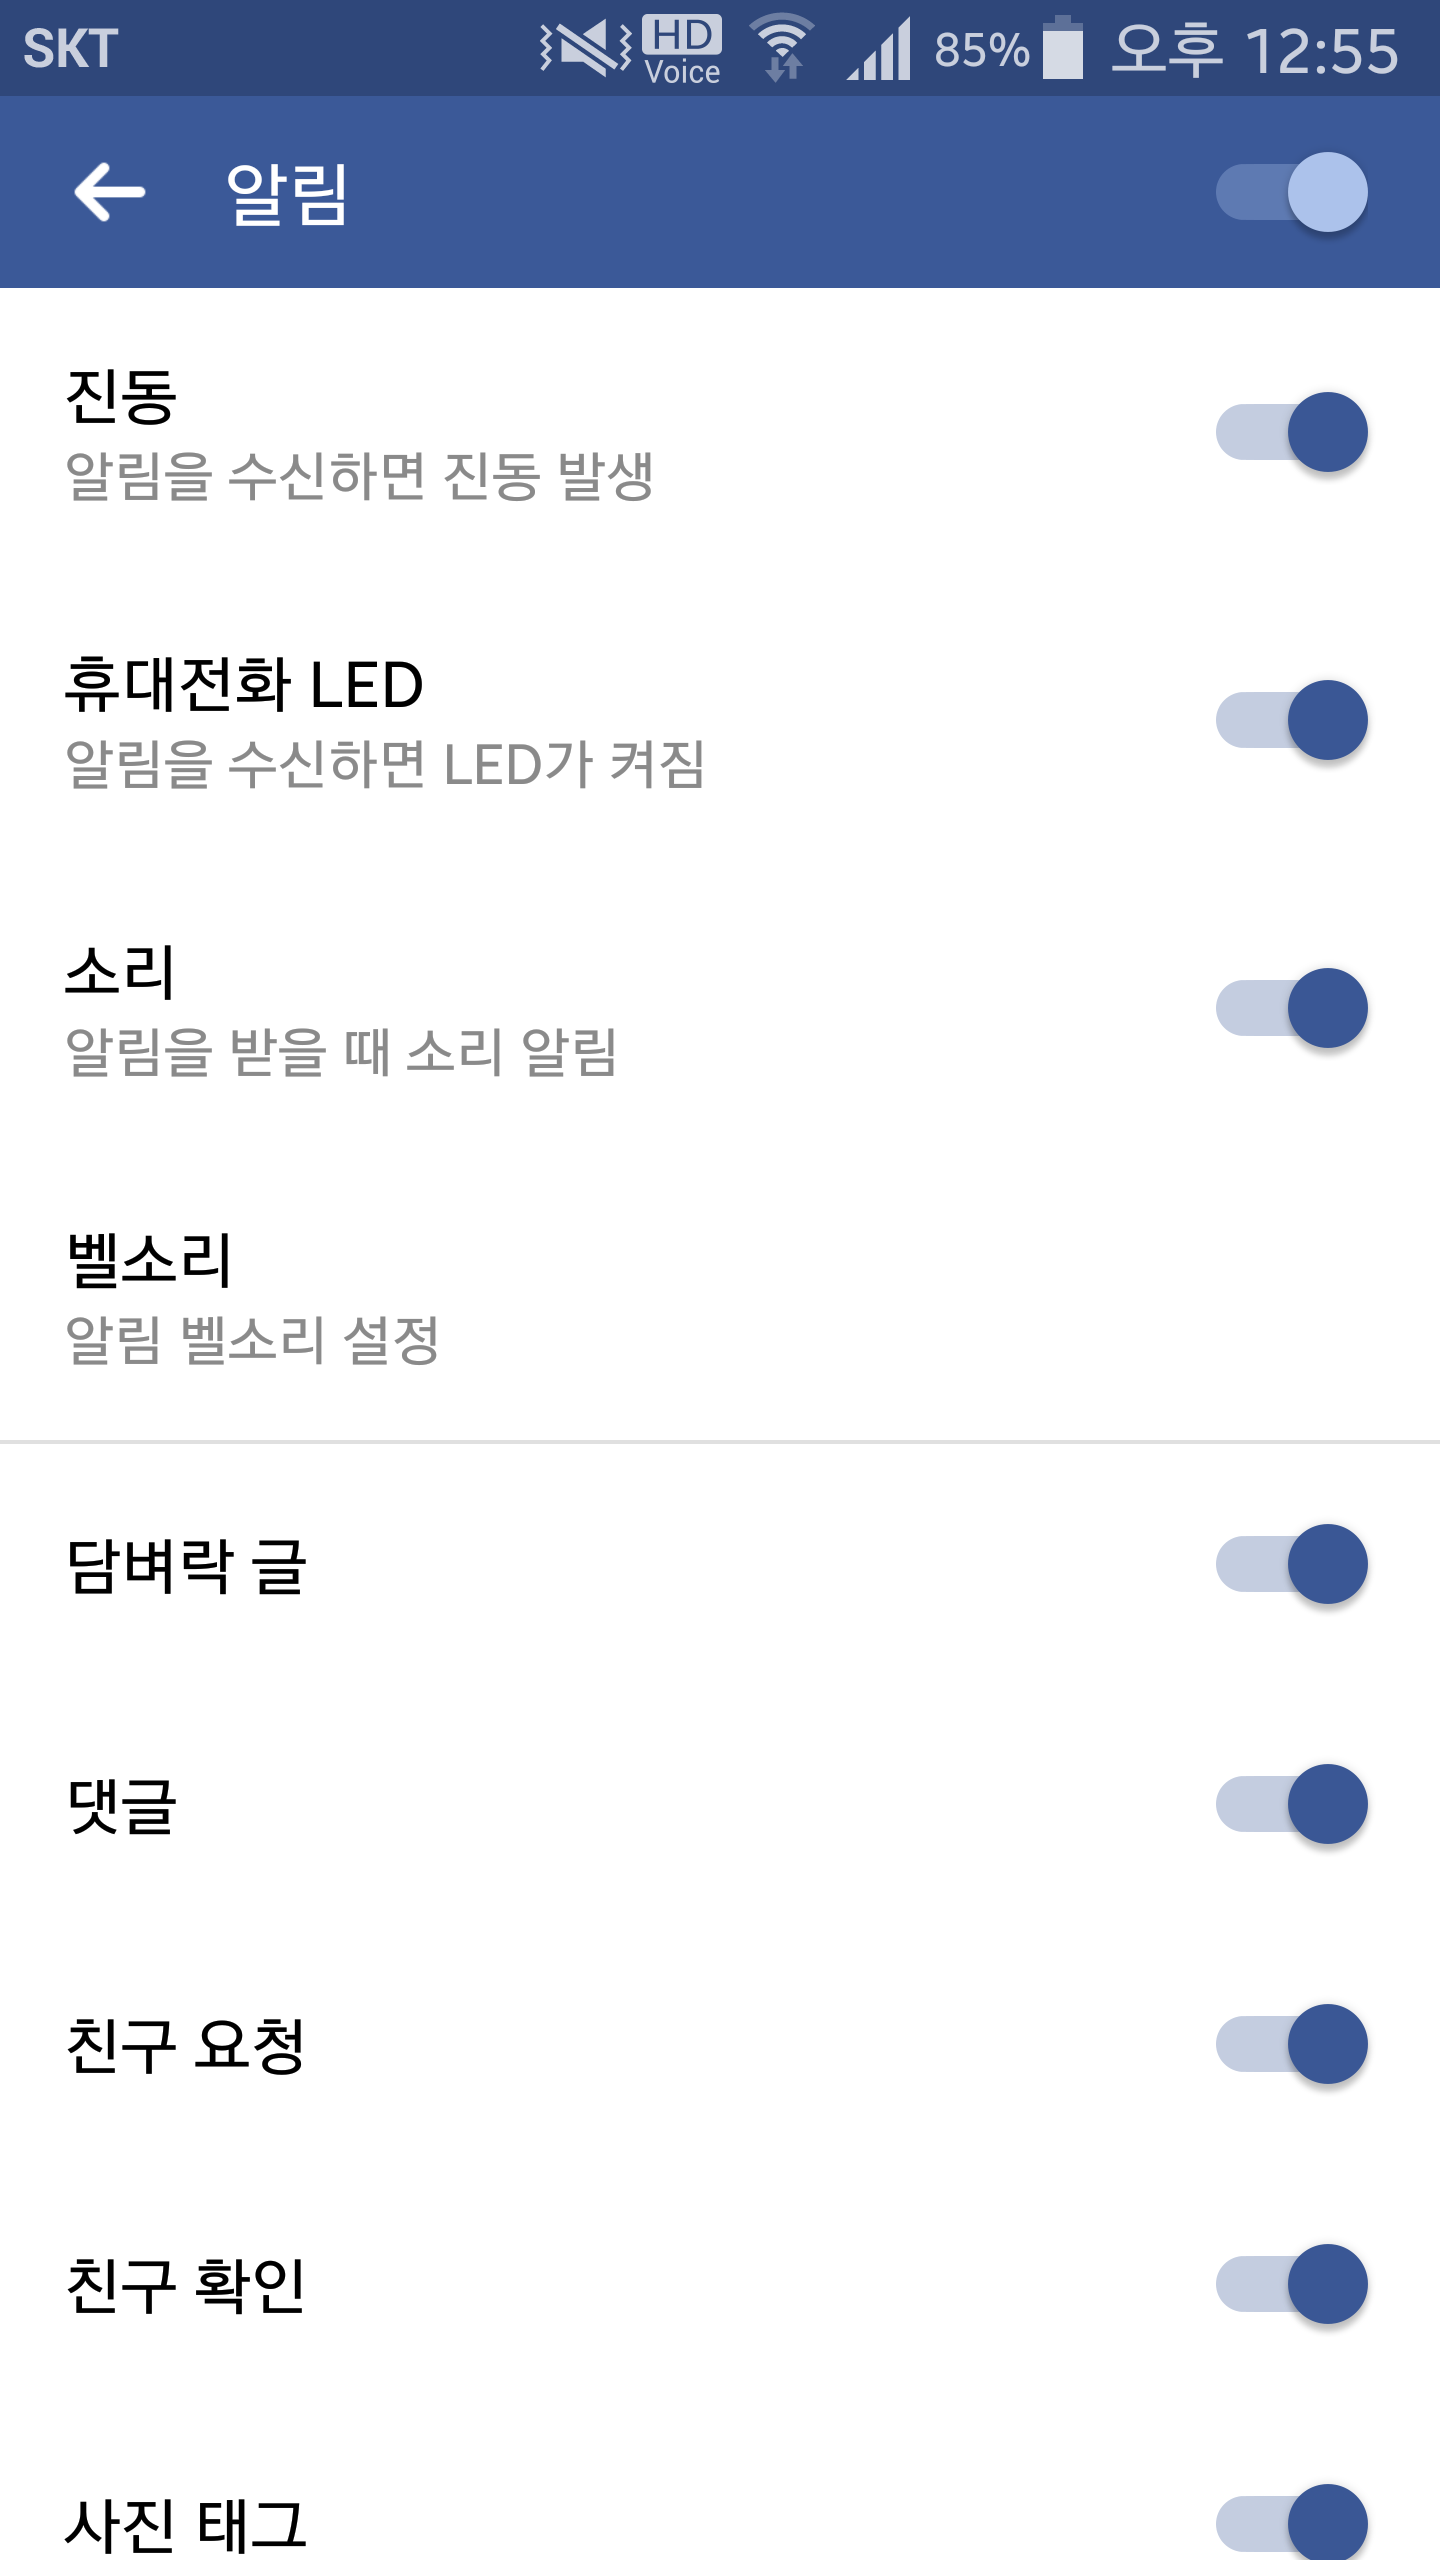 SKT HD Voice 85% 오후 12:55
알림
진동
알림을 수신하면 진동 발생
휴대전화 LED
알림을 수신하면 LED가 켜짐
소리
알림을 받을 때 소리 알림
벨소리
알림 벨소리 설정
담벼락 글
댓글
친구 요청
친구 확인
사진 태그